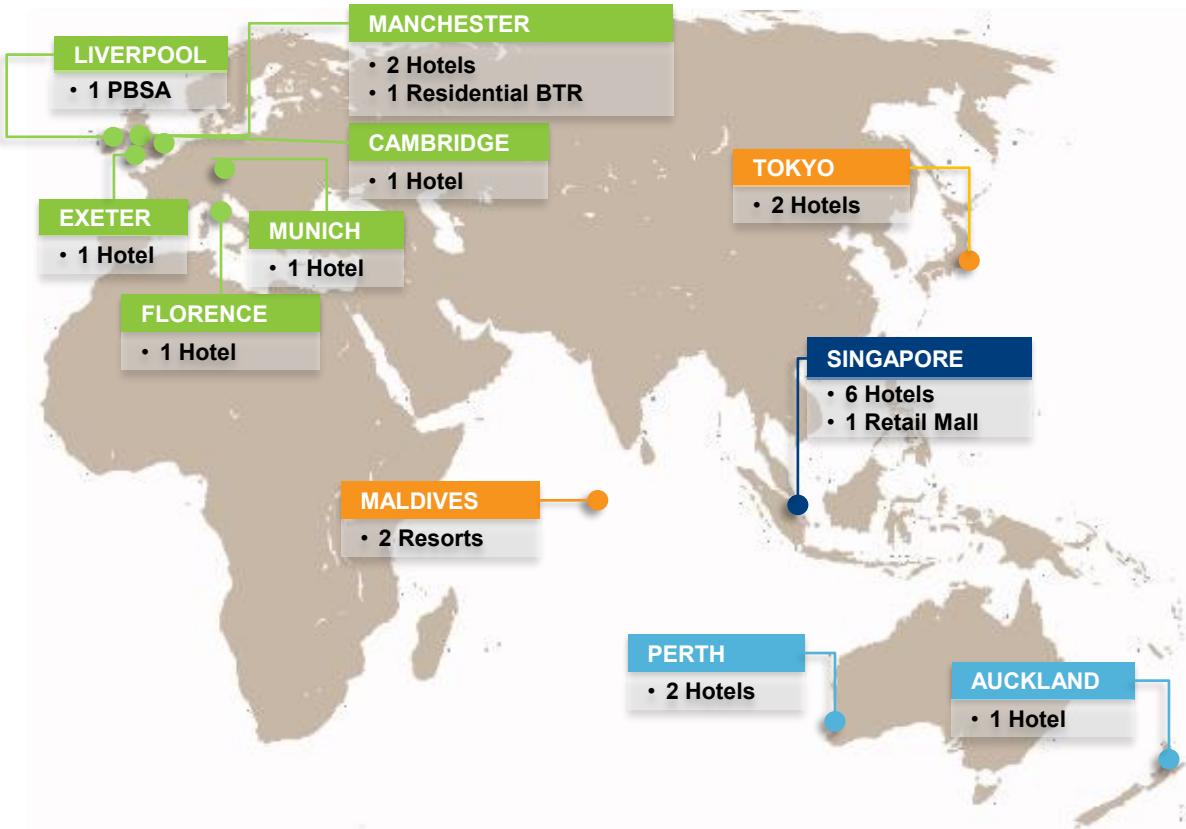 LIVERPOOL
• 1 PBSA
MANCHESTER
• 2 Hotels
• 1 Residential BTR
CAMBRIDGE
• 1 Hotel
EXETER
• 1 Hotel
MUNICH
• 1 Hotel
FLORENCE
• 1 Hotel
TOKYO
• 2 Hotels
SINGAPORE
• 6 Hotels
• 1 Retail Mall
MALDIVES
• 2 Resorts
PERTH
• 2 Hotels
AUCKLAND
• 1 Hotel